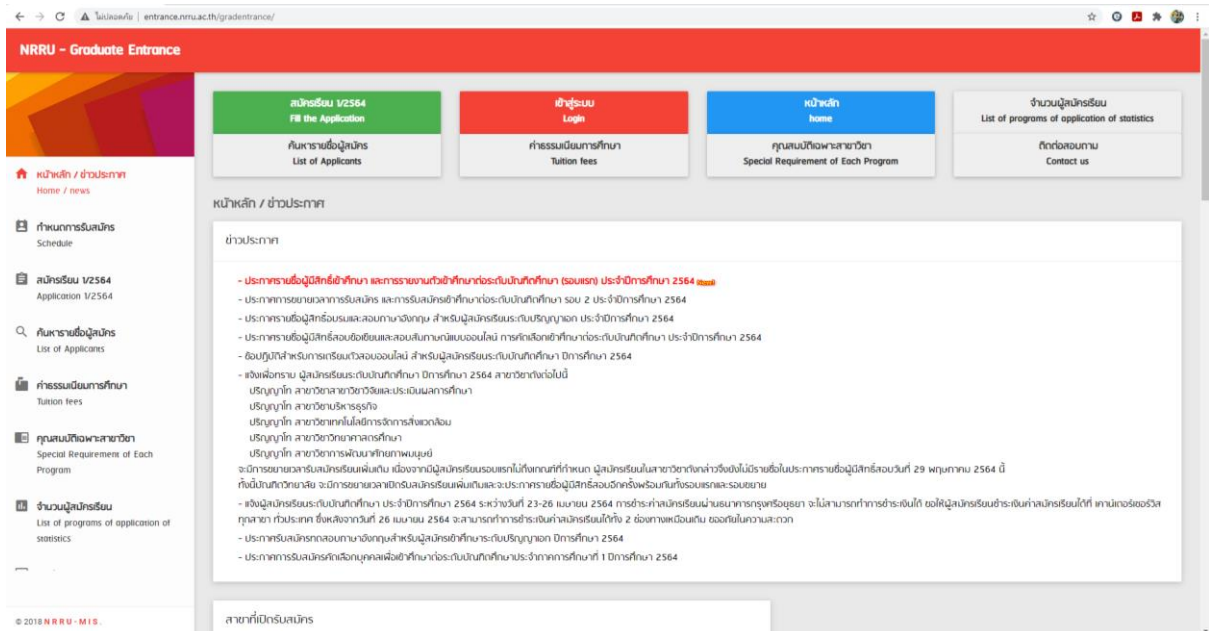 ไม่ปลอดภัย | entrance.nrru.ac.th/gradentrance/
NRRU - Graduate Entrance
สมัครเรียน 1/2564
Fill the Application
ค้นหารายชื่อผู้สมัคร
List of Applicants
เข้าสู่ระบบ
Login
ค่าธรรมเนียมการศึกษา
Tuition fees
หน้าหลัก
home
คุณสมบัติเฉพาะสาขาวิชา
Special Requirement of Each Program
จำนวนผู้สมัครเรียน
List of programs of application of statistics
ติดต่อสอบถาม
Contact us
หน้าหลัก / ข่าวประกาศ
Home / news
กำหนดการรับสมัคร
Schedule
สมัครเรียน 1/2564
Application 1/2564
ค้นหารายชื่อผู้สมัคร
List of Applicants
ค่าธรรมเนียมการศึกษา
Tuition fees
คุณสมบัติเฉพาะสาขาวิชา
Special Requirement of Each
Program
จำนวนผู้สมัครเรียน
List of programs of application of
statistics
© 2018 NRRU-MIS.
หน้าหลัก / ข่าวประกาศ
ข่าวประกาศ
- ประกาศรายชื่อผู้มีสิทธิ์เข้าศึกษา และการรายงานตัวเข้าศึกษาต่อระดับบัณฑิตศึกษา (รอบแรก) ประจำปีการศึกษา 2564
- ประกาศการขยายเวลาการรับสมัคร และการรับสมัครเข้าศึกษาต่อระดับบัณฑิตศึกษา รอบ 2 ประจำปีการศึกษา 2564
- ประกาศรายชื่อผู้สิทธิ์อบรมและสอบภาษาอังกฤษ สำหรับผู้สมัครเรียนระดับปริญญาเอก ประจำปีการศึกษา 2564
- ประกาศรายชื่อผู้มีสิทธิ์สอบข้อเขียนและสอบสัมภาษณ์แบบออนไลน์ การคัดเลือกเข้าศึกษาต่อระดับบัณฑิตศึกษา ประจำปีการศึกษา 2564
- ข้อปฏิบัติสำหรับการเตรียมตัวสอบออนไลน์ สำหรับผู้สมัครเรียนระดับบัณฑิตศึกษา ปีการศึกษา 2564
- แจ้งเพื่อทราบ ผู้สมัครเรียนระดับบัณฑิตศึกษา ปีการศึกษา 2564 สาขาวิชาดังต่อไปนี้
ปริญญาโท สาขาวิชาสาขาวิชาวิจัยและประเมินผลการศึกษา
ปริญญาโท สาขาวิชาบริหารธุรกิจ
ปริญญาโท สาขาวิชาเทคโนโลยีการจัดการสิ่งแวดล้อม
ปริญญาโท สาขาวิชาวิทยาศาสตรศึกษา
ปริญญาโท สาขาวิชาการพัฒนาศักยภาพมนุษย์
จะมีการขยายเวลารับสมัครเรียนเพิ่มเติม เนื่องจากมีผู้สมัครเรียนรอบแรกไม่ถึงเกณฑ์ที่กำหนด ผู้สมัครเรียนในสาขาวิชาดังกล่าวจึงยังไม่มีรายชื่อในประกาศรายชื่อผู้มีสิทธิ์สอบวันที่ 29 พฤษภาคม 2564 นี้
ทั้งนี้บัณฑิตวิทยาลัย จะมีการขยายเวลาเปิดรับสมัครเรียนเพิ่มเติมและจะประกาศรายชื่อผู้มีสิทธิ์สอบอีกครั้งพร้อมกันทั้งรอบแรกและรอบขยาย
- แจ้งผู้สมัครเรียนระดับบัณฑิตศึกษา ประจำปีการศึกษา 2564 ระหว่างวันที่ 23-26 เมษายน 2564 การชำระค่าสมัครเรียนผ่านธนาคารกรุงศรีอยุธยา จะไม่สามารถทำการชำระเงินได้ ขอให้ผู้สมัครเรียนชำระเงินค่าสมัครเรียนได้ที่ เคาน์เตอร์เซอร์วิส
ทุกสาขา ทั่วประเทศ ซึ่งหลังจากวันที่ 26 เมษายน 2564 จะสามารถทำการชำระเงินได้ทั้ง 2 ช่องทางเหมือนเดิม ขออภัยในความสะดวก
- ประกาศรับสมัครทดสอบภาษาอังกฤษสำหรับผู้สมัครเข้าศึกษาระดับปริญญาเอก ปีการศึกษา 2564
- ประกาศการรับสมัครคัดเลือกบุคคลเพื่อเข้าศึกษาต่อระดับบัณฑิตศึกษาประจำภาคการศึกษาที่ 1 ปีการศึกษา 2564
สาขาที่เปิดรับสมัคร